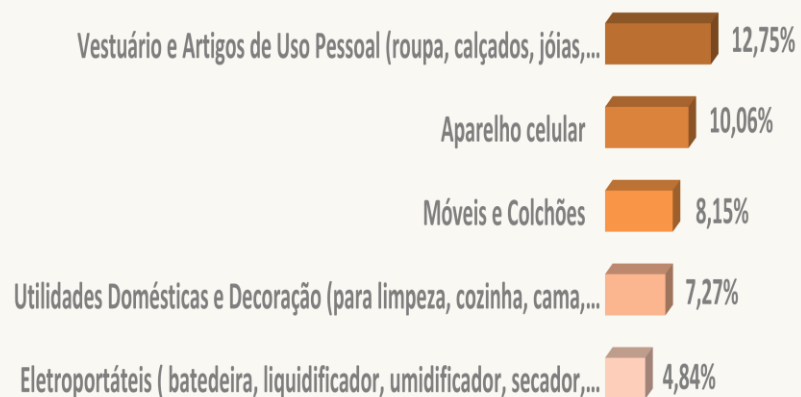 Vestuário e Artigos de Uso Pessoal (roupa, calçados, jóias,... 12,75%
Aparelho celular 10,06%
Móveis e Colchões 8,15%
Utilidades Domésticas e Decoração (para limpeza, cozinha, cama,... 7,27%
Eletroportáteis ( batedeira, liquidificador, umidificador, secador,... 4,84%